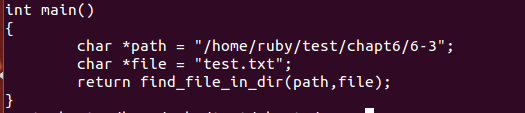 int main()
{
        char *path = "/home/ruby/test/chapt6/6-3";
        char *file = "test.txt";
        return find_file_in_dir(path,file);
}